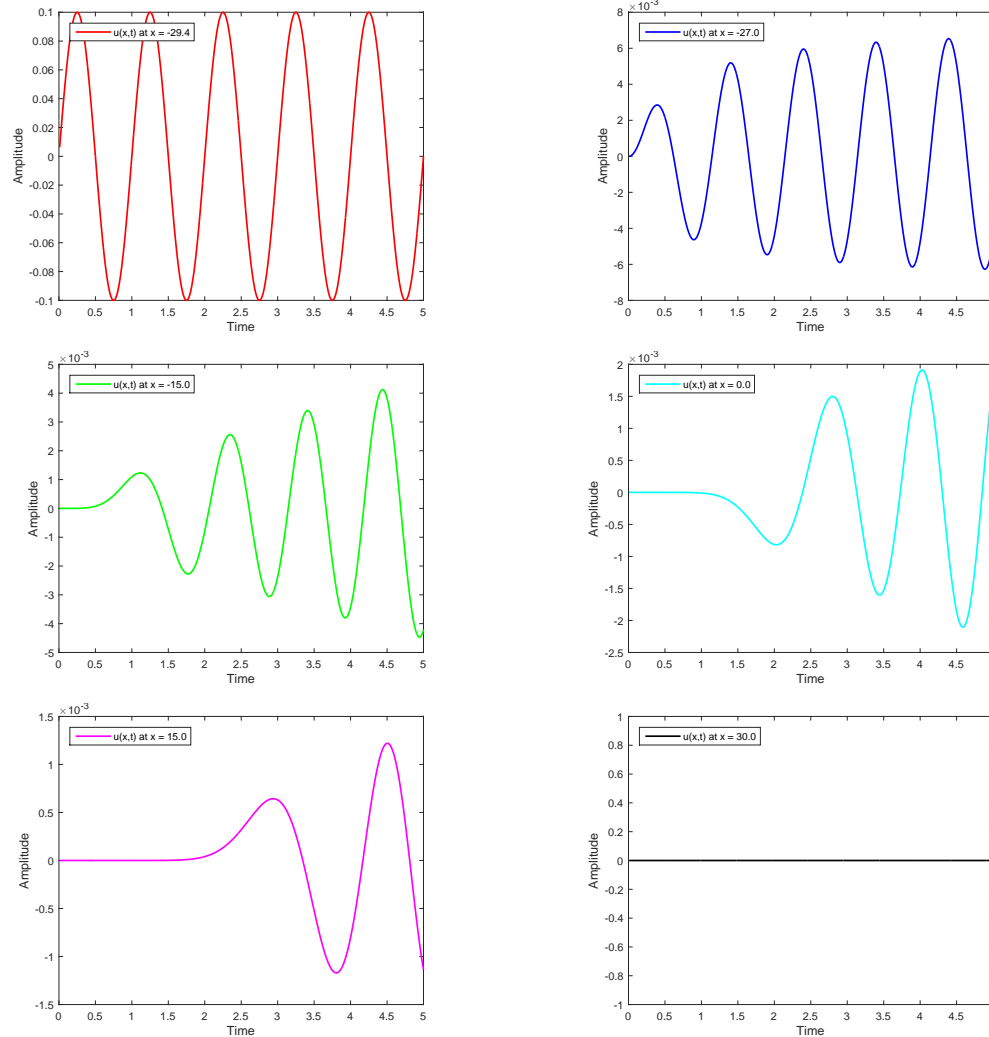 u(x,t) at x = -29.4
0.1
0.08
0.06
0.04
0.02
0
-0.02
-0.04
-0.06
-0.08
-0.1
Amplitude
0 0.5 1 1.5 2 2.5 3 3.5 4 4.5 5
Time
×10-3
u(x,t) at x = -27.0
8
6
4
2
0
-2
-4
-6
-8
Amplitude
0 0.5 1 1.5 2 2.5 3 3.5 4 4.5
Time
×10-3
u(x,t) at x = -15.0
5
4
3
2
1
0
-1
-2
-3
-4
-5
Amplitude
0 0.5 1 1.5 2 2.5 3 3.5 4 4.5 5
Time
×10-3
u(x,t) at x = 0.0
2
1.5
1
0.5
0
-0.5
-1
-1.5
-2
-2.5
Amplitude
0 0.5 1 1.5 2 2.5 3 3.5 4 4.5
Time
×10-3
u(x,t) at x = 15.0
1.5
1
0.5
0
-0.5
-1
-1.5
Amplitude
0 0.5 1 1.5 2 2.5 3 3.5 4 4.5 5
Time
u(x,t) at x = 30.0
1
0.8
0.6
0.4
0.2
0
-0.2
-0.4
-0.6
-0.8
-1
Amplitude
0 0.5 1 1.5 2 2.5 3 3.5 4 4.5
Time